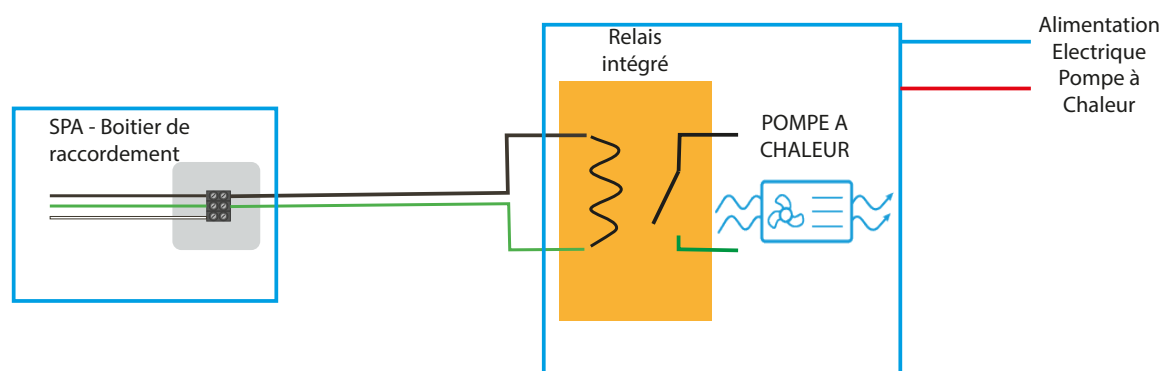 SPA - Boitier de
raccordement
Relais
intégré
POMPE A
CHALEUR
Alimentation
Electrique
Pompe à
Chaleur